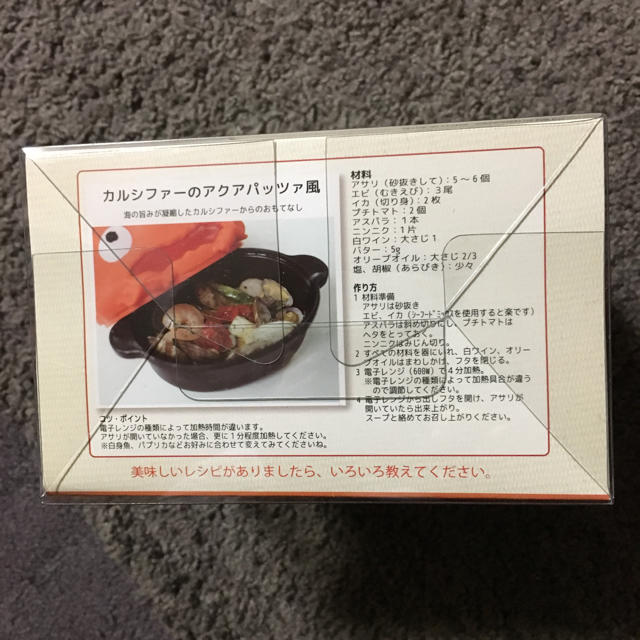 カルシファーのアクアパッツァ風
海の旨みが凝縮したカルシファーからのおもてなし
コツ・ポイント
電子レンジの種類によって加熱時間が違います。
アサリが開いていなかった場合、更に1分程度加熱してください。
※白身魚、パプリカなどお好みに合わせて変えてみてくださいね。
材料
アサリ（砂抜きして）：5～6個
エビ（むきえび）：3尾
イカ（切り身）：2枚
プチトマト：2個
アスパラ：1本
ニンニク：1片
白ワイン：大さじ1
バター：5g
オリーブオイル：大さじ2/3
塩、胡椒（あらびき）：少々
作り方
1 材料準備
アサリは砂抜き
エビ、イカ（ｼｰﾌｰﾄﾞﾐｯｸｽを使用すると楽です）
アスパラは斜め切りにし、プチトマトは
ヘタをとっておく。
ニンニクはみじん切り。
2 すべての材料を器にいれ、白ワイン、オリー
ブオイルはまわしかけ、フタを閉じる。
3 電子レンジ（600W）で4分加熱。
※電子レンジの種類によって加熱具合が違う
ので調節してください。
4 電子レンジから出しフタを開け、アサリが
開いていたら出来上がり。
スープと絡めてお召し上がりください。
美味しいレシピがありましたら、いろいろ教えてください。